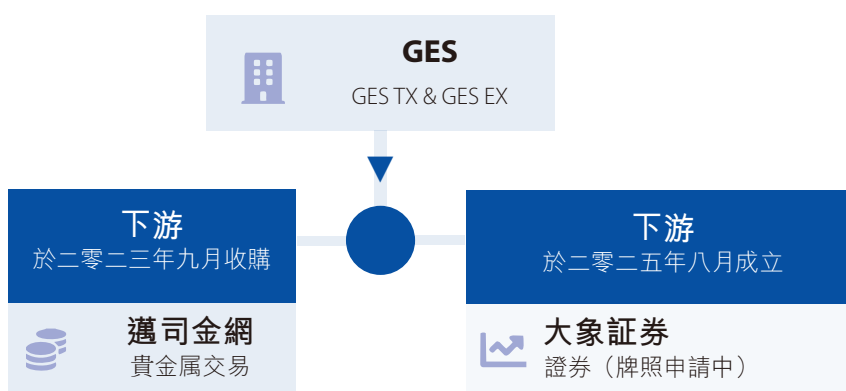 GES
GES TX & GES EX
下游
於二零二三年九月收購
邁司金網
貴金属交易
下游
於二零二五年八月成立
大象証券
證券（牌照申請中）